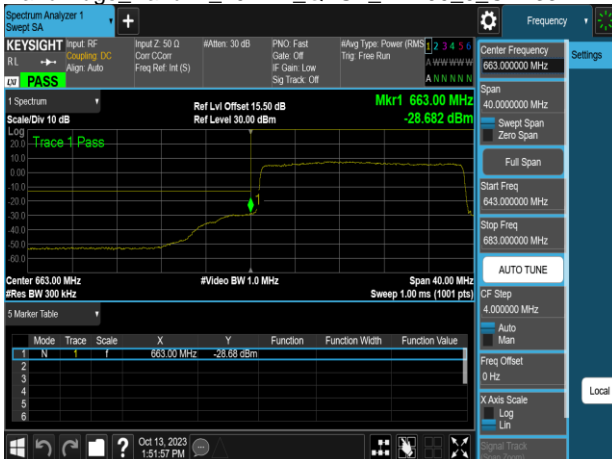 Spectrum Analyzer 1
Swept SA
+
Frequency
KEYSIGHT
Input: RF
Coupling: DC
Align: Auto
Input Z: 50 Ω
Corr CCorr
Freq Ref: Int (S)
#Atten: 30 dB
PNO: Fast
Gate: Off
IF Gain: Low
Sig Track: Off
#Avg Type: Power (RMS
Trig: Free Run
1 2 3 4 5 6
A W W W W W
A N N N N N
RL
LXI
PASS
1 Spectrum
Scale/Div 10 dB
Ref Lvl Offset 15.50 dB
Ref Level 30.00 dBm
Mkr1 663.00 MHz
-28.682 dBm
Log
Trace 1 Pass
20.0
10.0
0.00
-10.0
-20.0
-30.0
-40.0
-50.0
-60.0
1
Center 663.00 MHz
#Res BW 300 kHz
#Video BW 1.0 MHz
Span 40.00 MHz
Sweep 1.00 ms (1001 pts)
5 Marker Table
Mode Trace Scale X Y Function Function Width Function Value
1 N 1 f 663.00 MHz -28.68 dBm
2
3
4
5
6
Oct 13, 2023
1:51:57 PM
Center Frequency
663.000000 MHz
Span
40.0000000 MHz
Swept Span
Zero Span
Full Span
Start Freq
643.000000 MHz
Stop Freq
683.000000 MHz
AUTO TUNE
CF Step
4.000000 MHz
Auto
Man
Freq Offset
0 Hz
X Axis Scale
Log
Lin
Signal Track
(Span Zoom)
Settings
Local